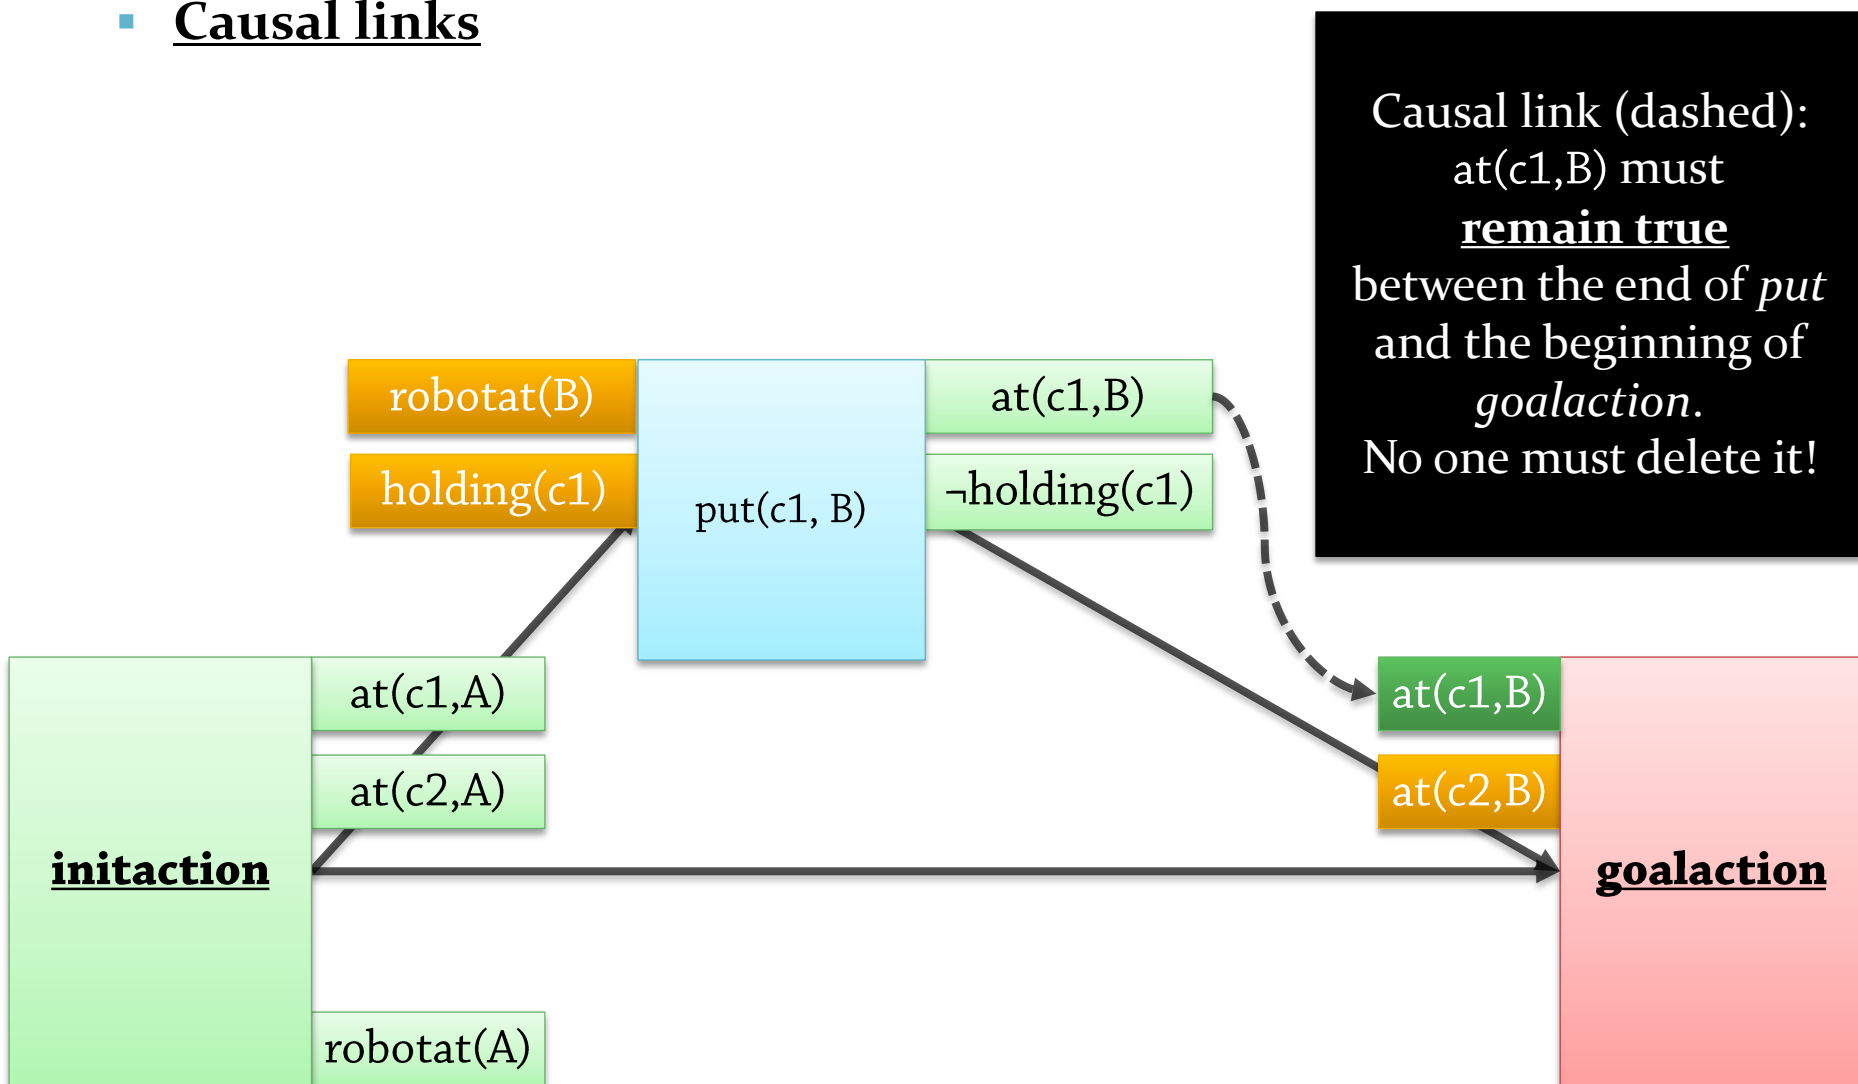 Causal links
Causal link (dashed):
at(c1,B) must
remain true
between the end of put
and the beginning of
goalaction.
No one must delete it!
robotat(B)
holding(c1)
put(c1, B)
at(c1,B)
¬holding(c1)
initaction
at(c1,A)
at(c2,A)
robotat(A)
at(c1,B)
at(c2,B)
goalaction